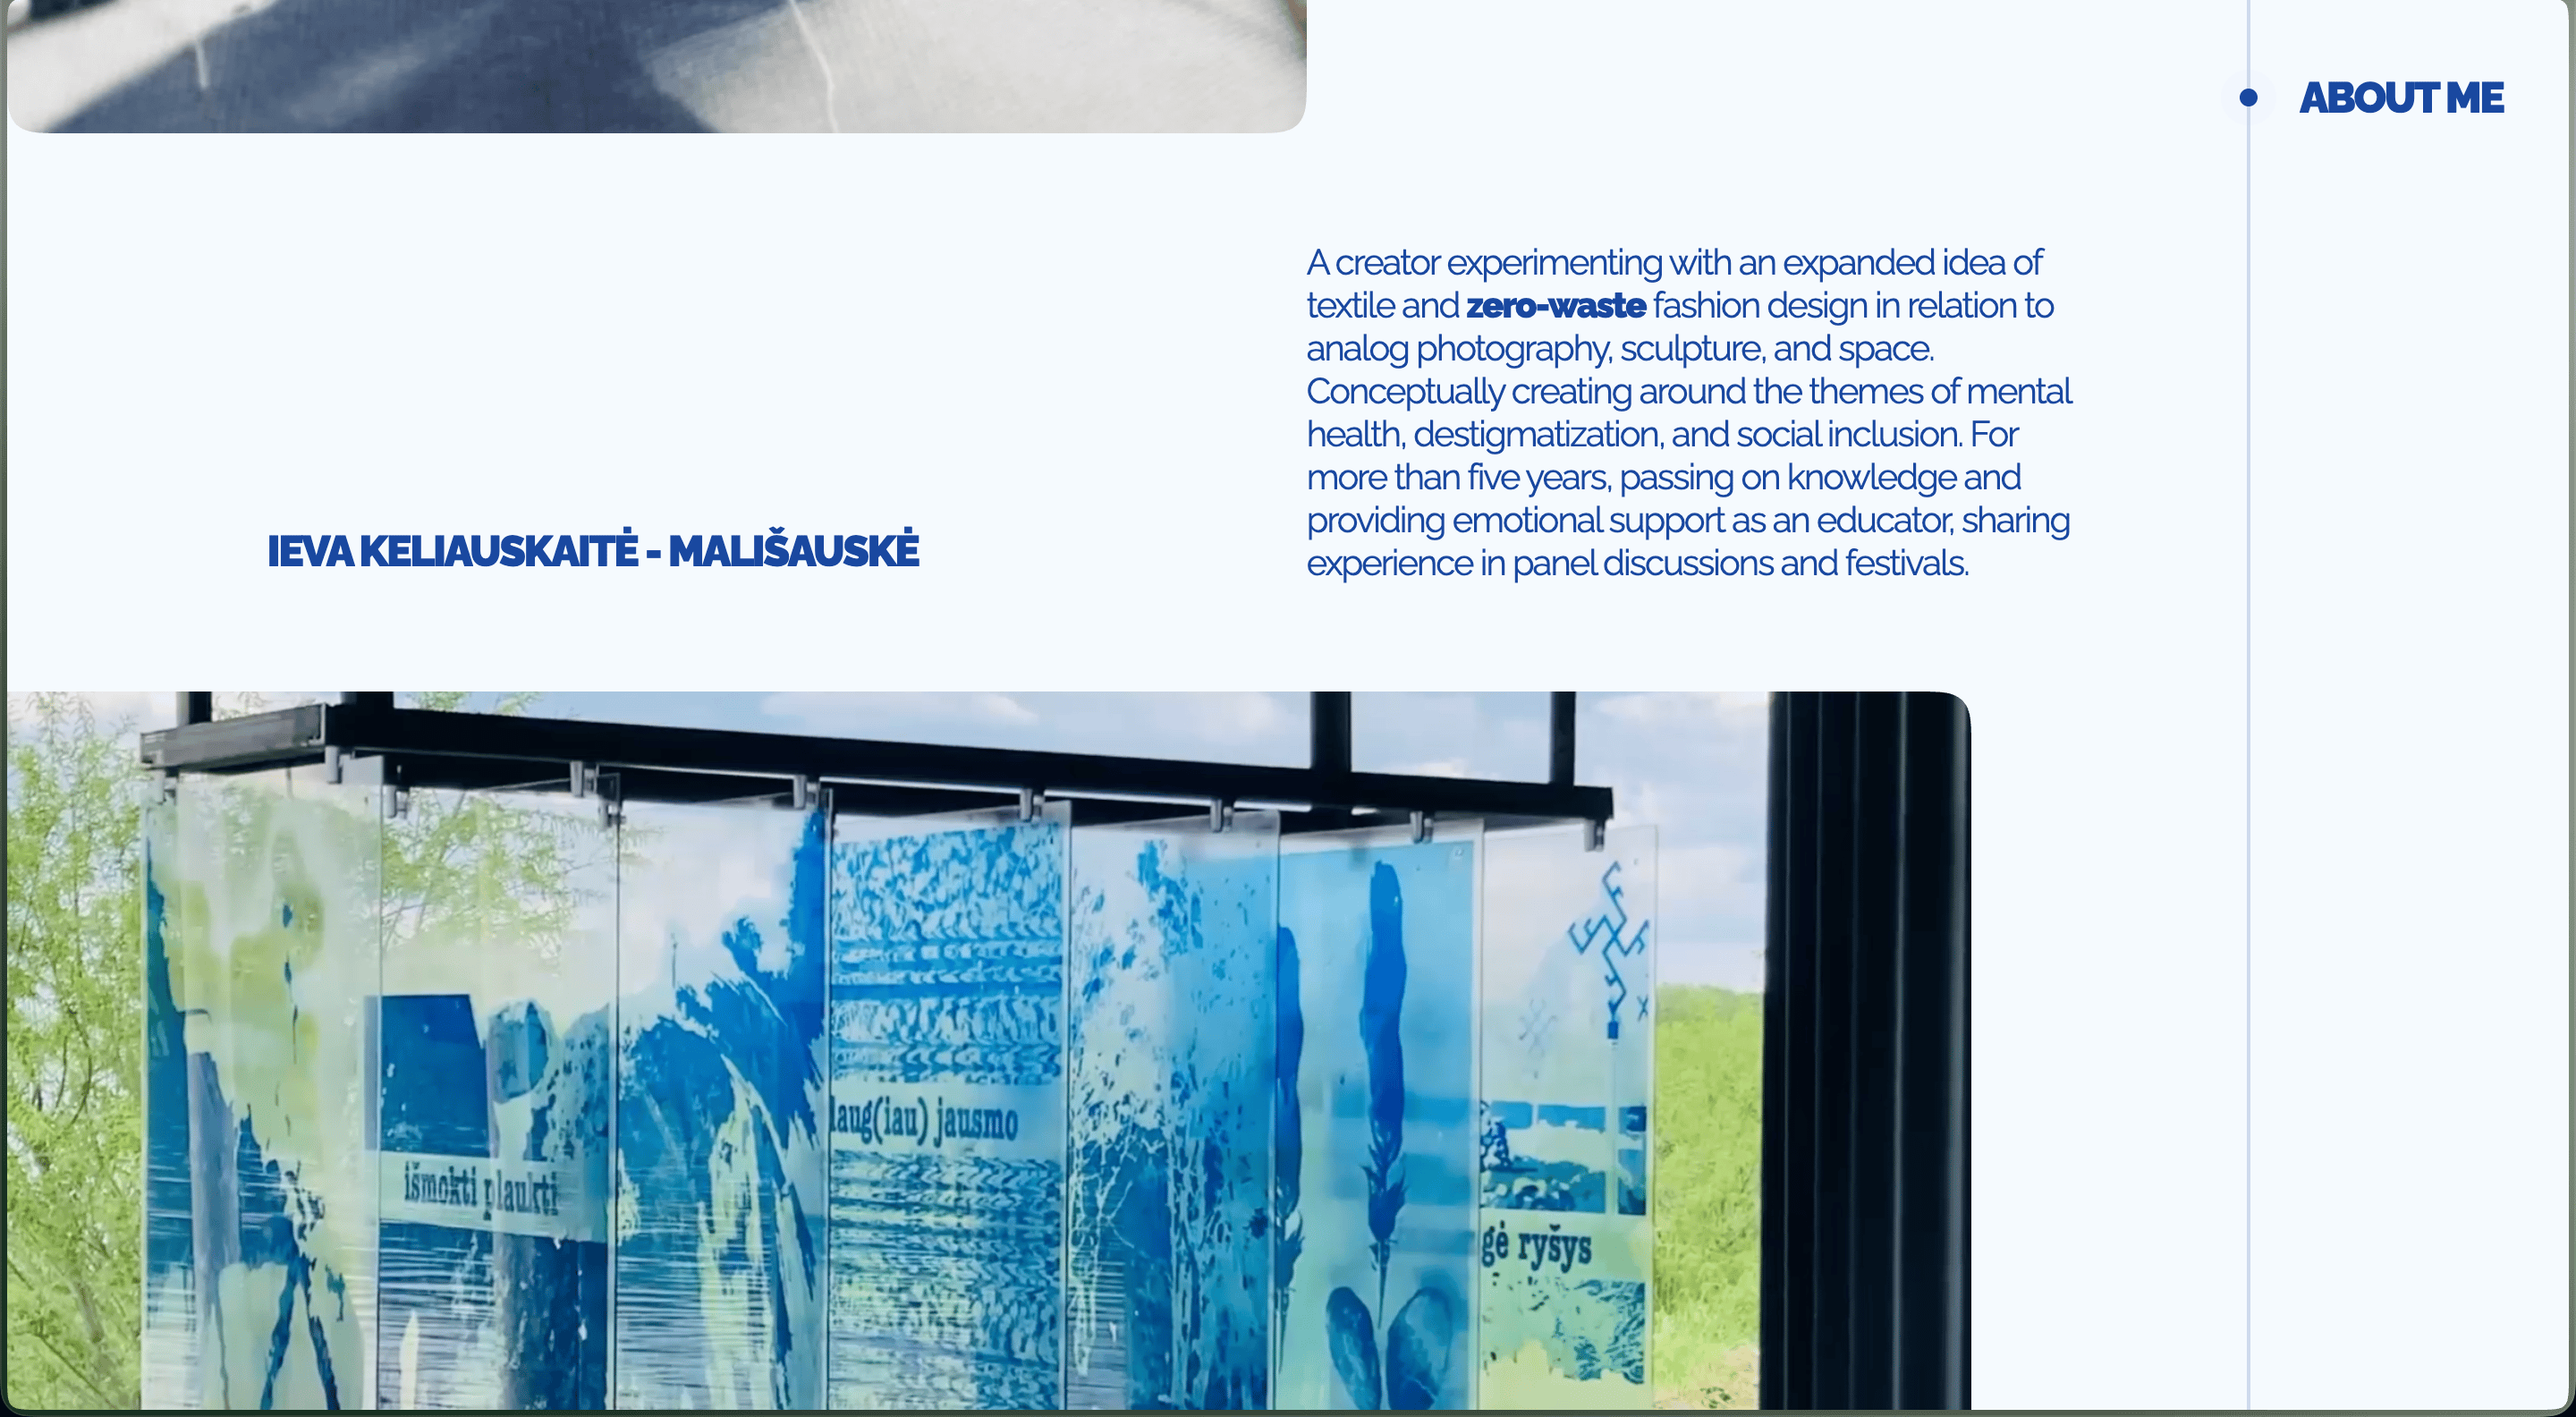 ABOUT ME
A creator experimenting with an expanded idea of
textile and zero-waste fashion design in relation to
analog photography, sculpture, and space.
Conceptually creating around the themes of mental
health, destigmatization, and social inclusion. For
more than five years, passing on knowledge and
providing emotional support as an educator, sharing
experience in panel discussions and festivals.
IEVA KELIAUSKAITĖ - MALIŠAUSKĖ
laug(iau) jausmo
išmokti plaukti
gė ryšys